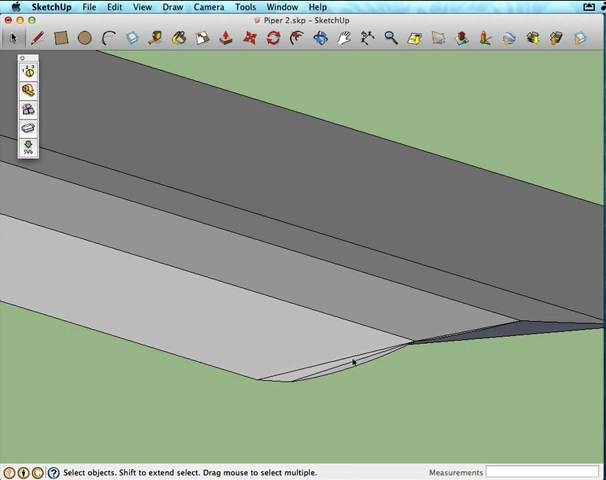 SketchUp File Edit View Draw Camera Tools Window Help
Piper 2.skp - SketchUp
SVG
Select objects. Shift to extend select. Drag mouse to select multiple.
Measurements